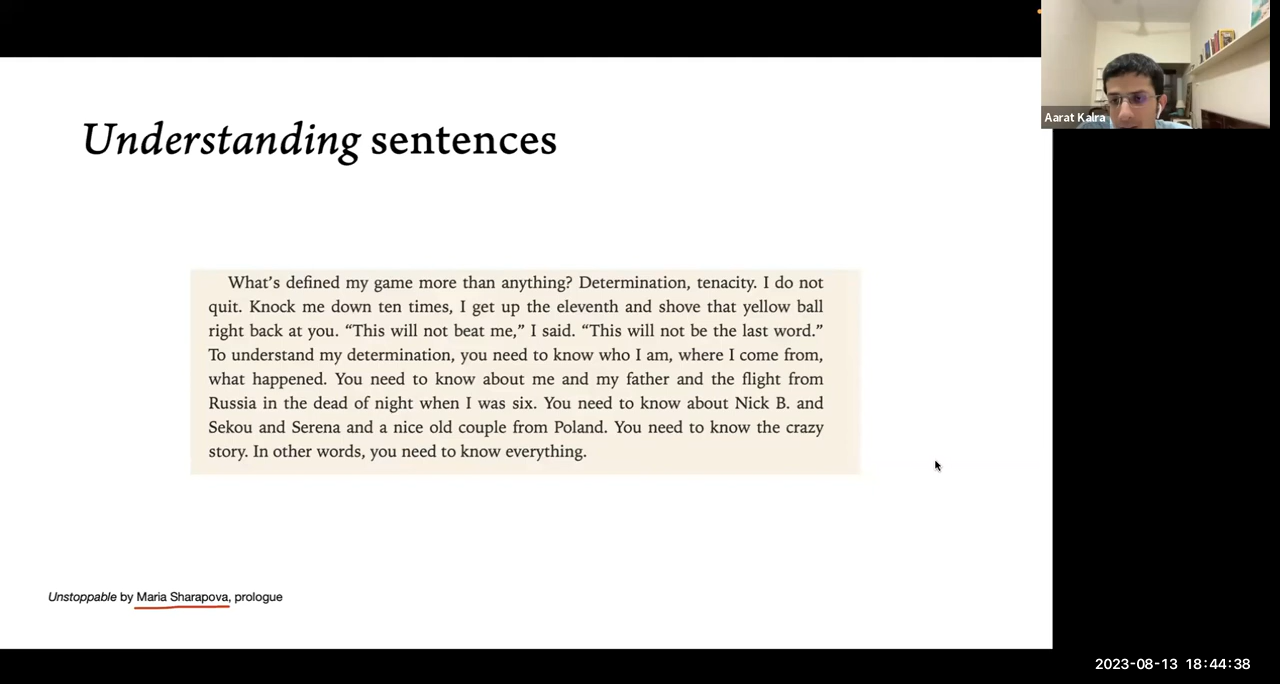 Understanding sentences
What’s defined my game more than anything? Determination, tenacity. I do not
quit. Knock me down ten times, I get up the eleventh and shove that yellow ball
right back at you. “This will not beat me,” I said. “This will not be the last word.”
To understand my determination, you need to know who I am, where I come from,
what happened. You need to know about me and my father and the flight from
Russia in the dead of night when I was six. You need to know about Nick B. and
Sekou and Serena and a nice old couple from Poland. You need to know the crazy
story. In other words, you need to know everything.
Unstoppable by Maria Sharapova, prologue
Aarat Kalra
2023-08-13 18:44:38